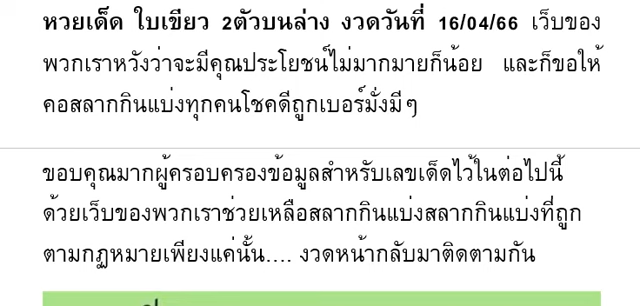 หวยเด็ด ใบเขียว 2ตัวบนล่าง งวดวันที่ 16/04/66 เว็บของ
พวกเราหวังว่าจะมีคุณประโยชน์ไม่มากมายก็น้อย และก็ขอให้
คอสลากกินแบ่งทุกคนโชคดีถูกเบอร์มั่งมีๆ
ขอบคุณมากผู้ครอบครองข้อมูลสำหรับเลขเด็ดไว้ในต่อไปนี้
ด้วยเว็บของพวกเราช่วยเหลือสลากกินแบ่งสลากกินแบ่งที่ถูก
ตามกฎหมายเพียงแค่นั้น.... งวดหน้ากลับมาติดตามกัน